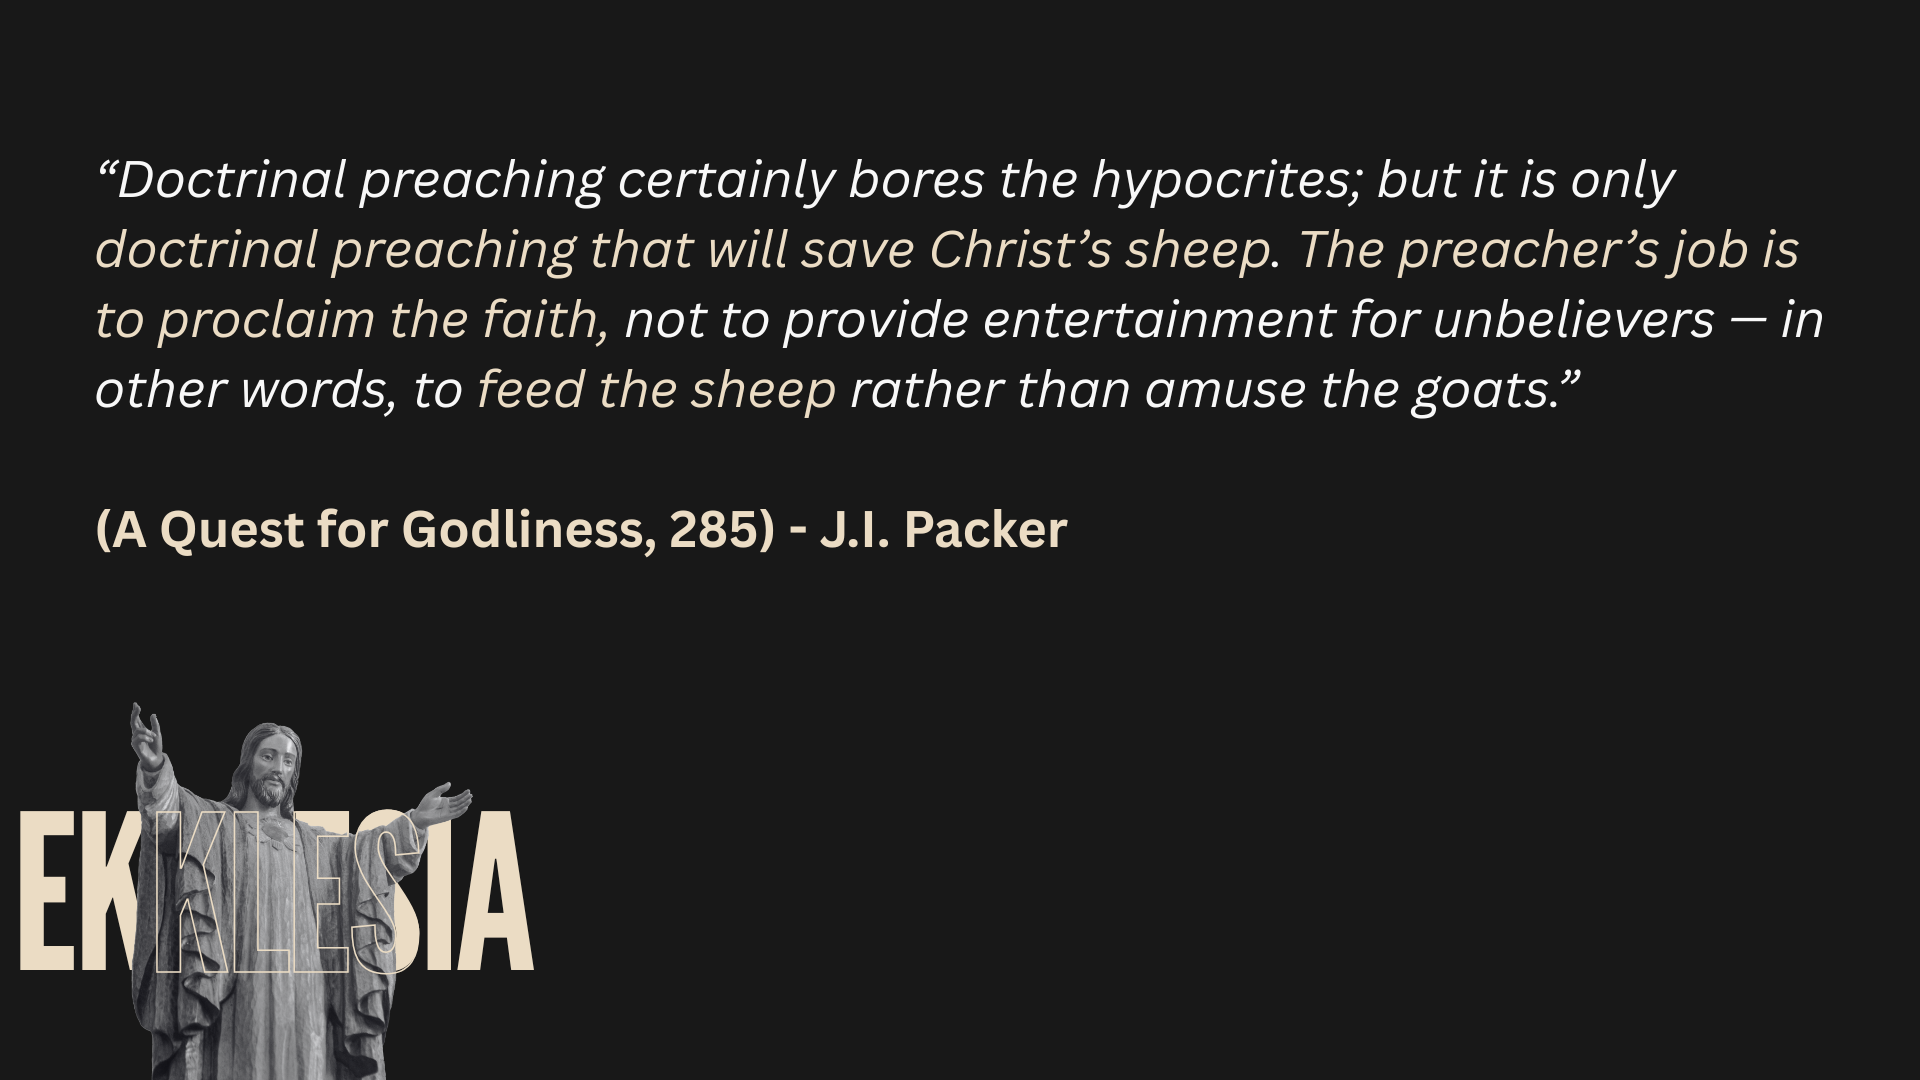 “Doctrinal preaching certainly bores the hypocrites; but it is only
doctrinal preaching that will save Christ’s sheep. The preacher’s job is
to proclaim the faith, not to provide entertainment for unbelievers — in
other words, to feed the sheep rather than amuse the goats.”
(A Quest for Godliness, 285) - J.I. Packer
EKKLESIA